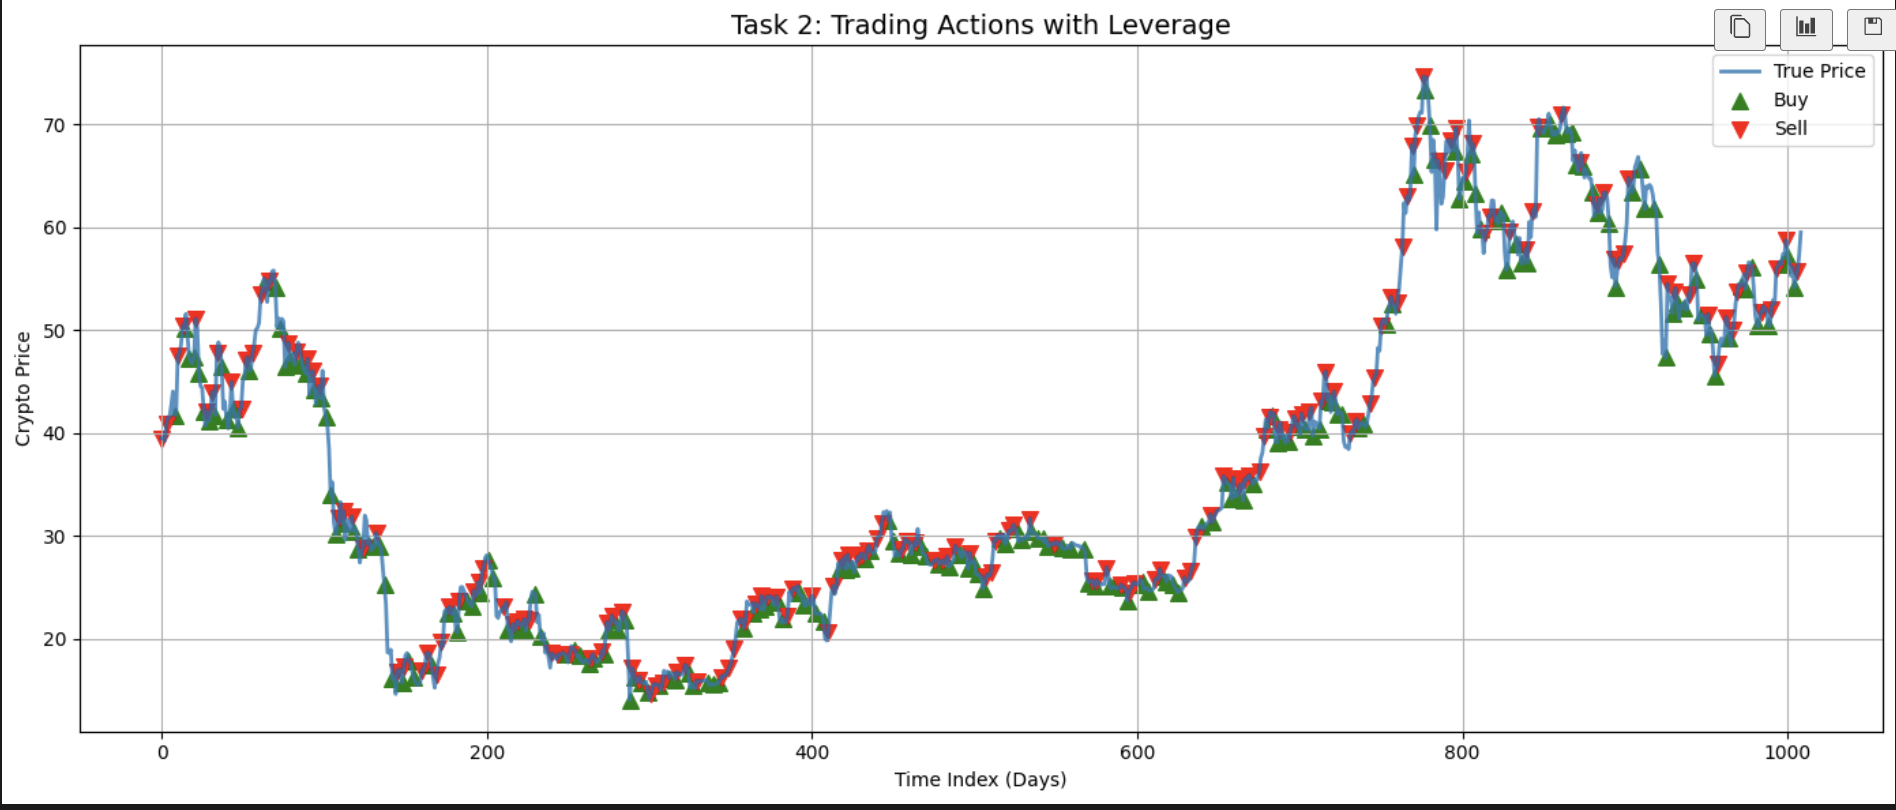 Task 2: Trading Actions with Leverage
True Price
Buy
Sell
Crypto Price
70
60
50
40
30
20
0 200 400 600 800 1000
Time Index (Days)